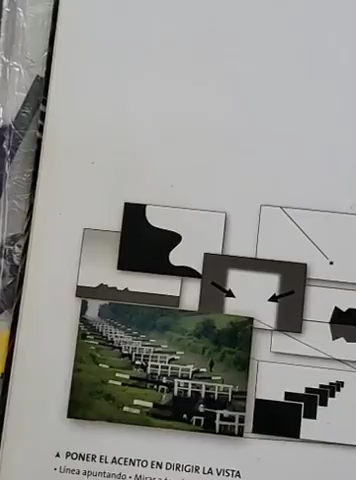 ▲ PONER EL ACENTO EN DIRIGIR LA VISTA
• Línea apuntando • Mirar